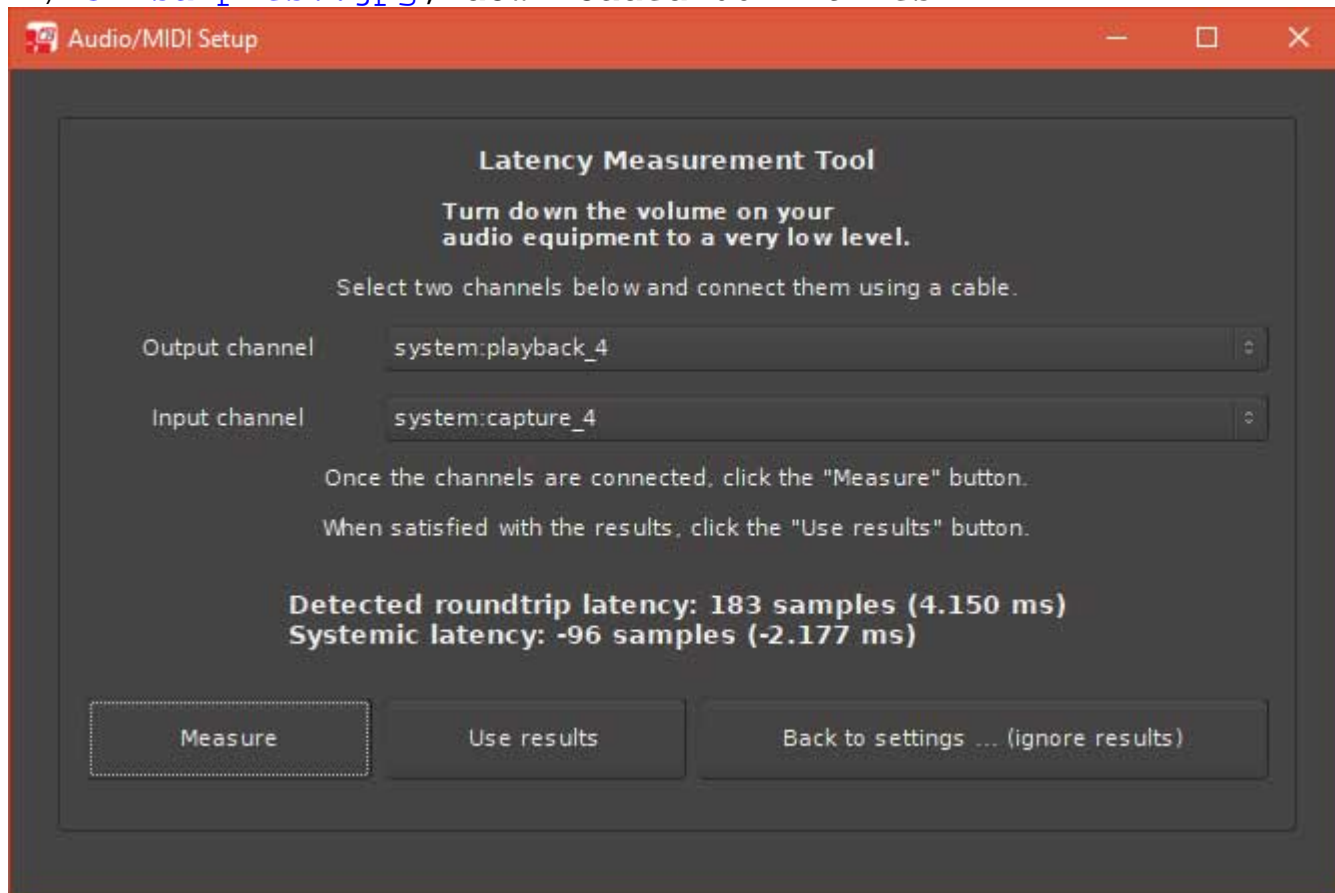 Audio/MIDI Setup
Latency Measurement Tool
Turn down the volume on your
audio equipment to a very low level.
Select two channels below and connect them using a cable.
Output channel system:playback_4
Input channel system:capture_4
Once the channels are connected, click the "Measure" button.
When satisfied with the results, click the "Use results" button.
Detected roundtrip latency: 183 samples (4.150 ms)
Systemic latency: -96 samples (-2.177 ms)
Measure Use results Back to settings ... (ignore results)